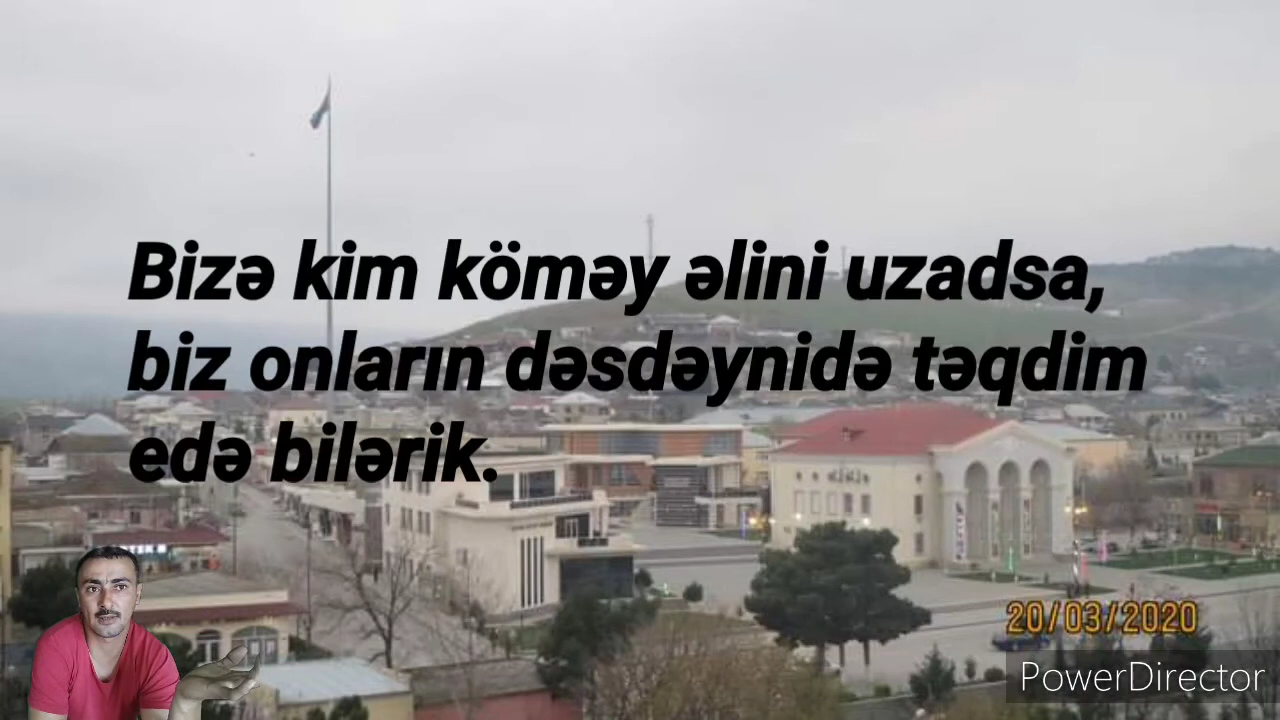 Bizə kim köməy əlini uzadsa,
biz onların dəsdəynidə təqdim
edə bilərik.
20/03/2020
PowerDirector